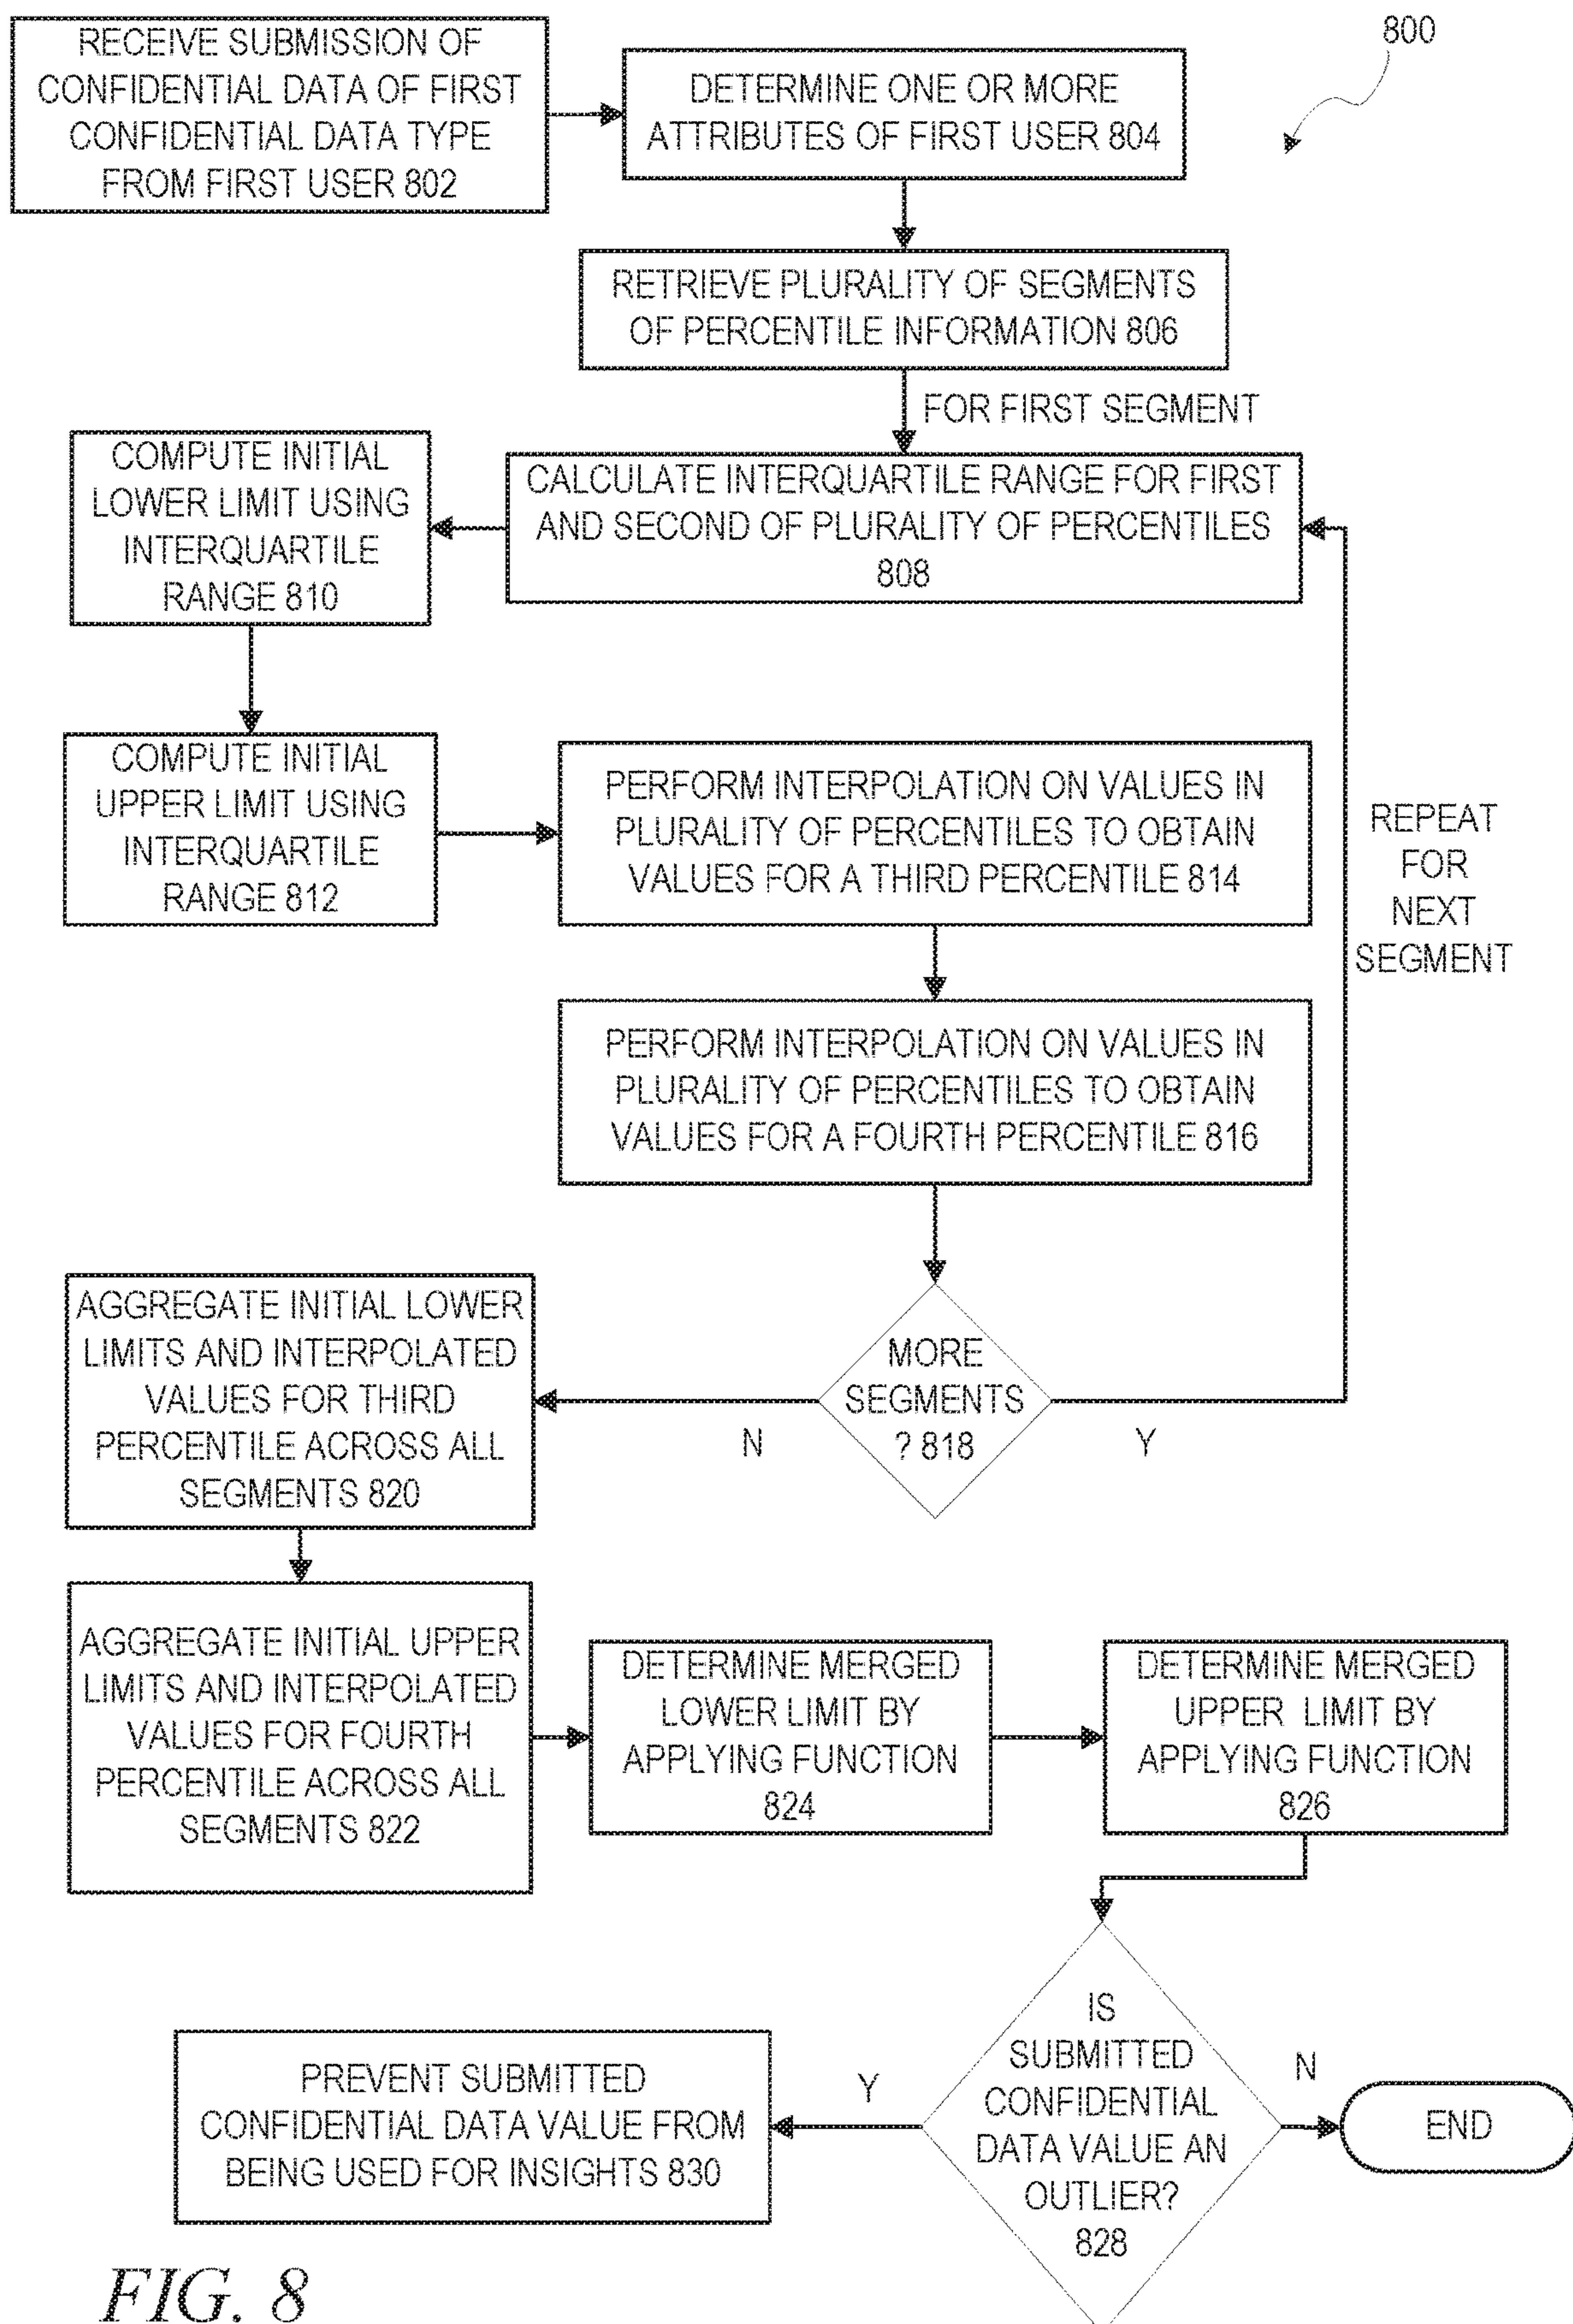 800
RECEIVE SUBMISSION OF
CONFIDENTIAL DATA OF FIRST
CONFIDENTIAL DATA TYPE
FROM FIRST USER 802
DETERMINE ONE OR MORE
ATTRIBUTES OF FIRST USER 804
RETRIEVE PLURALITY OF SEGMENTS
OF PERCENTILE INFORMATION 806
FOR FIRST SEGMENT
CALCULATE INTERQUARTILE RANGE FOR FIRST
AND SECOND OF PLURALITY OF PERCENTILES
808
COMPUTE INITIAL
LOWER LIMIT USING
INTERQUARTILE
RANGE 810
COMPUTE INITIAL
UPPER LIMIT USING
INTERQUARTILE
RANGE 812
PERFORM INTERPOLATION ON VALUES IN
PLURALITY OF PERCENTILES TO OBTAIN
VALUES FOR A THIRD PERCENTILE 814
REPEAT
FOR
NEXT
SEGMENT
PERFORM INTERPOLATION ON VALUES IN
PLURALITY OF PERCENTILES TO OBTAIN
VALUES FOR A FOURTH PERCENTILE 816
MORE
SEGMENTS
? 818
N
Y
AGGREGATE INITIAL LOWER
LIMITS AND INTERPOLATED
VALUES FOR THIRD
PERCENTILE ACROSS ALL
SEGMENTS 820
AGGREGATE INITIAL UPPER
LIMITS AND INTERPOLATED
VALUES FOR FOURTH
PERCENTILE ACROSS ALL
SEGMENTS 822
DETERMINE MERGED
LOWER LIMIT BY
APPLYING FUNCTION
824
DETERMINE MERGED
UPPER LIMIT BY
APPLYING FUNCTION
826
IS
SUBMITTED
CONFIDENTIAL
DATA VALUE AN
OUTLIER?
828
Y
N
PREVENT SUBMITTED
CONFIDENTIAL DATA VALUE FROM
BEING USED FOR INSIGHTS 830
END
FIG. 8